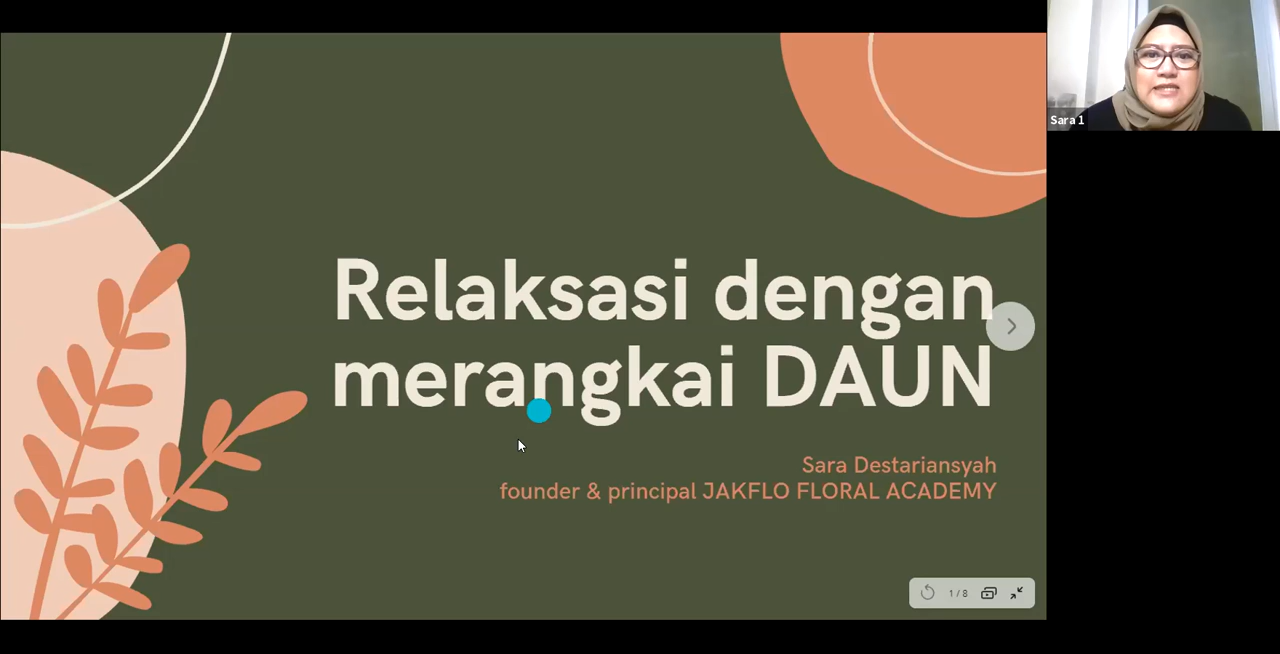 Sara 1
Relaksasi dengan
merangkai DAUN
Sara Destariansyah
founder & principal JAKFLO FLORAL ACADEMY
1 / 8